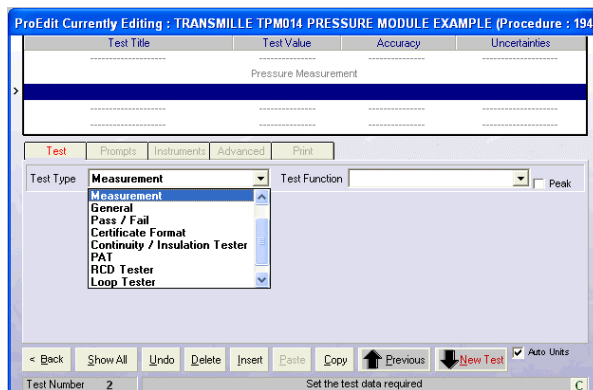 ProEdit Currently Editing : TRANSMILLE TPM014 PRESSURE MODULE EXAMPLE (Procedure : 194
Test Title Test Value Accuracy Uncertainties
-------------------- ---------------- ---------------- --------------------
Pressure Measurement
>
-------------------- ---------------- ---------------- --------------------
-------------------- ---------------- ---------------- --------------------
Test Prompts Instruments Advanced Print
Test Type Measurement Test Function Peak
Measurement
General
Pass / Fail
Certificate Format
Continuity / Insulation Tester
PAT
RCD Tester
Loop Tester
< Back Show All Undo Delete Insert Paste Copy Previous New Test Auto Units
Test Number 2 Set the test data required C